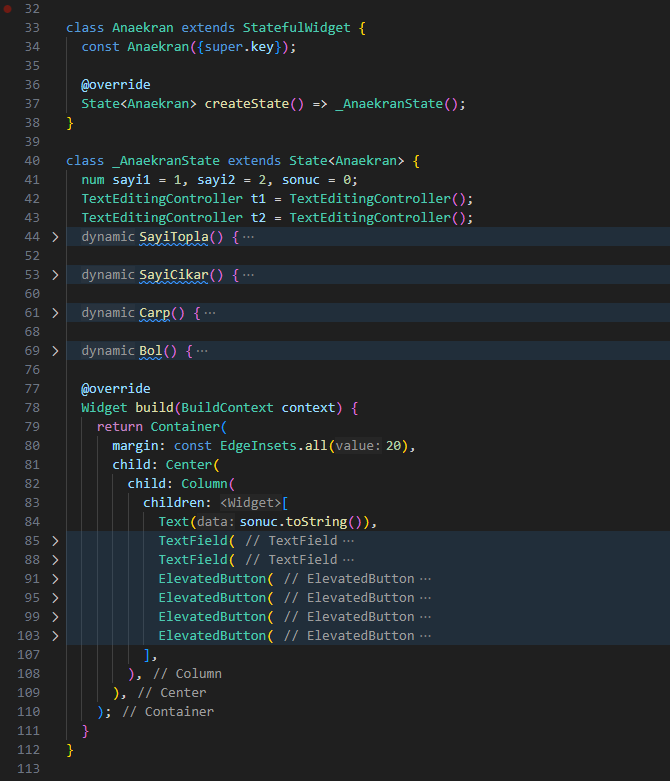 32
33 class Anaekran extends StatefulWidget {
34 const Anaekran({super.key});
35
36 @override
37 State<Anaekran> createState() => _AnaekranState();
38 }
39
40 class _AnaekranState extends State<Anaekran> {
41 num sayi1 = 1, sayi2 = 2, sonuc = 0;
42 TextEditingController t1 = TextEditingController();
43 TextEditingController t2 = TextEditingController();
44 > dynamic SayiTopla() { ···
52
53 > dynamic SayiCikar() { ···
60
61 > dynamic Carp() { ···
68
69 > dynamic Bol() { ···
76
77 @override
78 Widget build(BuildContext context) {
79 return Container(
80 margin: const EdgeInsets.all(value: 20),
81 child: Center(
82 child: Column(
83 children: <Widget>[
84 Text(data: sonuc.toString()),
85 > TextField( // TextField ···
88 > TextField( // TextField ···
91 > ElevatedButton( // ElevatedButton ···
95 > ElevatedButton( // ElevatedButton ···
99 > ElevatedButton( // ElevatedButton ···
103 > ElevatedButton( // ElevatedButton ···
107 ],
108 ), // Column
109 ), // Center
110 ); // Container
111 }
112 }
113